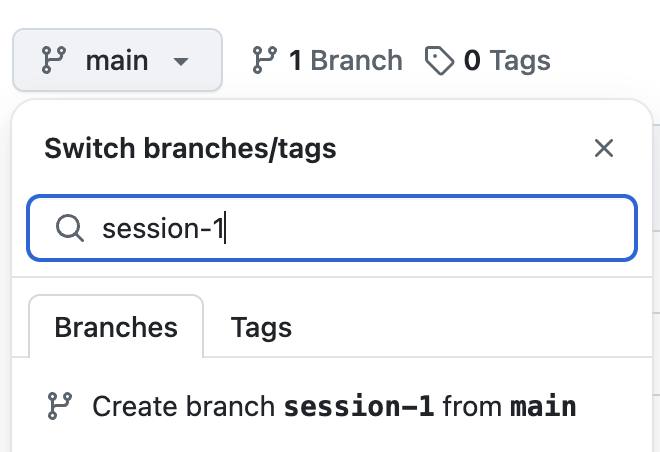 main 1 Branch 0 Tags
Switch branches/tags
session-1
Branches Tags
Create branch session-1 from main